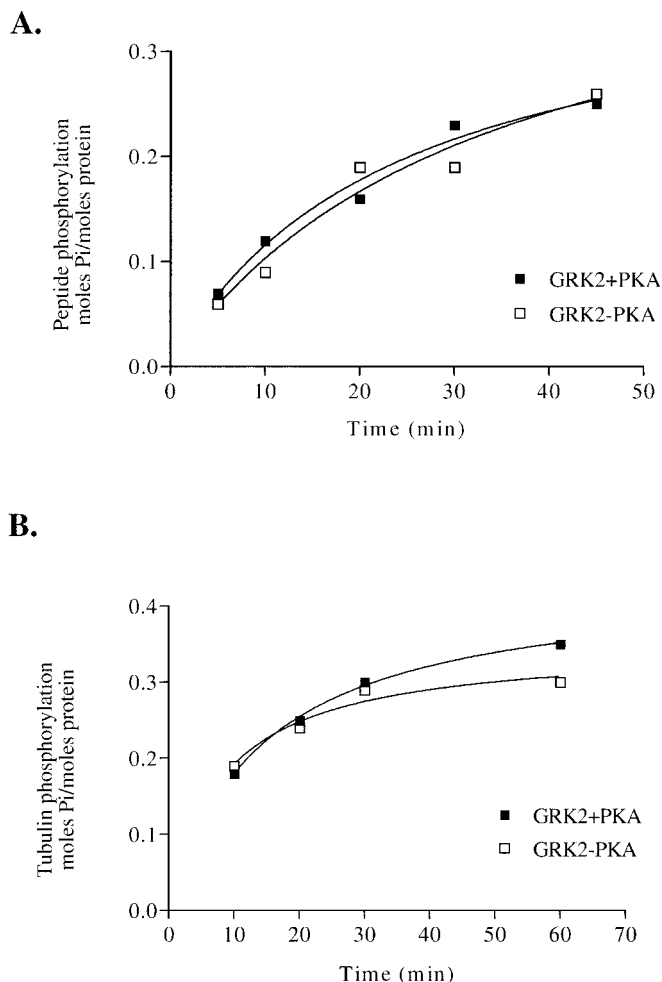 A.
Peptide phosphorylation
moles Pi/moles protein
0.3
0.2
0.1
0.0
0 10 20 30 40 50
Time (min)
GRK2+PKA
GRK2-PKA
B.
Tubulin phosphorylation
moles Pi/moles protein
0.4
0.3
0.2
0.1
0.0
0 10 20 30 40 50 60 70
Time (min)
GRK2+PKA
GRK2-PKA